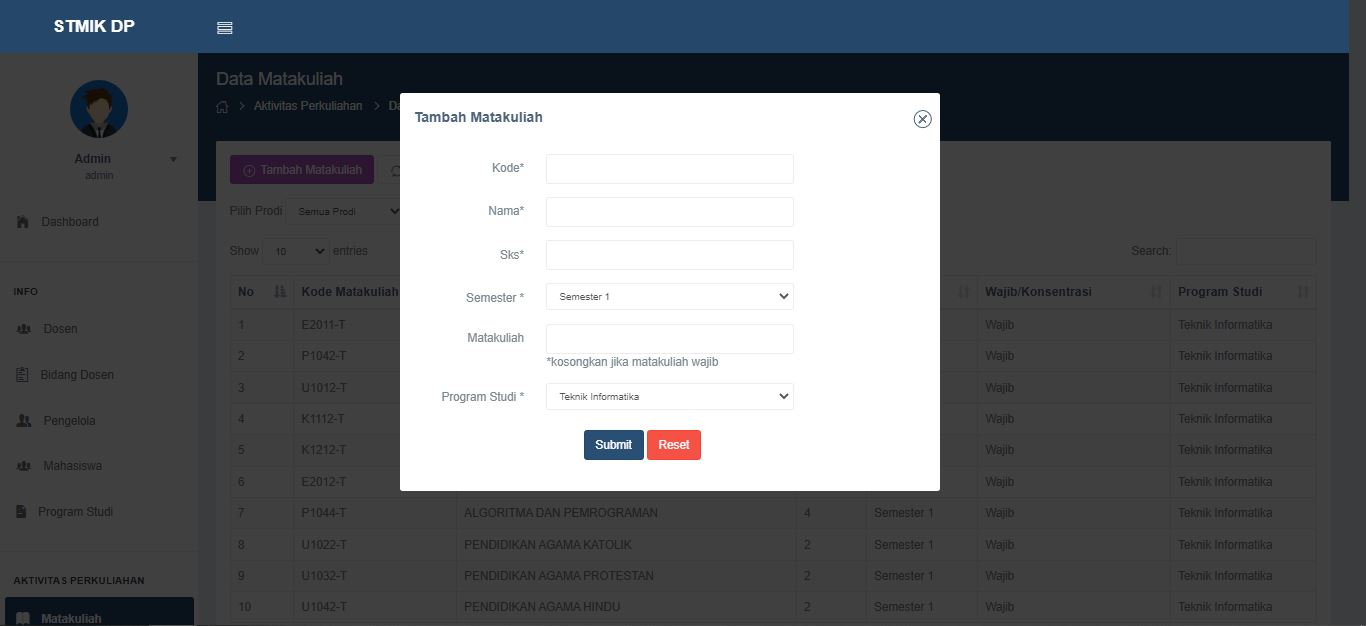 STMIK DP
Admin
admin
Dashboard
INFO
Dosen
Bidang Dosen
Pengelola
Mahasiswa
Program Studi
AKTIVITAS PERKULIAHAN
Matakuliah
Data Matakuliah
Aktivitas Perkuliahan
Tambah Matakuliah
Pilih Prodi Semua Prodi
Show 10 entries
Search:
Tambah Matakuliah
Kode*
Nama*
Sks*
Semester * Semester 1
Matakuliah
*kosongkan jika matakuliah wajib
Program Studi * Teknik Informatika
Submit Reset
No Kode Matakuliah Wajib/Konsentrasi Program Studi
1 E2011-T Wajib Teknik Informatika
2 P1042-T Wajib Teknik Informatika
3 U1012-T Wajib Teknik Informatika
4 K1112-T Wajib Teknik Informatika
5 K1212-T Wajib Teknik Informatika
6 E2012-T Wajib Teknik Informatika
7 P1044-T ALGORITMA DAN PEMROGRAMAN 4 Semester 1 Wajib Teknik Informatika
8 U1022-T PENDIDIKAN AGAMA KATOLIK 2 Semester 1 Wajib Teknik Informatika
9 U1032-T PENDIDIKAN AGAMA PROTESTAN 2 Semester 1 Wajib Teknik Informatika
10 U1042-T PENDIDIKAN AGAMA HINDU 2 Semester 1 Wajib Teknik Informatika